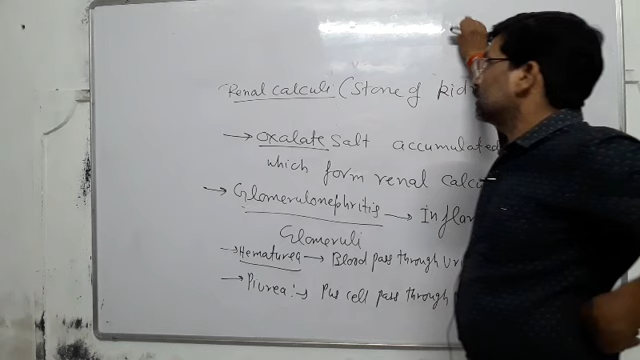 Renal calculi (Stone of kid
→ Oxalate Salt accumulated
which form renal calc
→ Glomerulonephritis → Inflam
Glomeruli
→ Hematurea → Blood pass through Ur
→ Piurea :→ Pus cell pass through